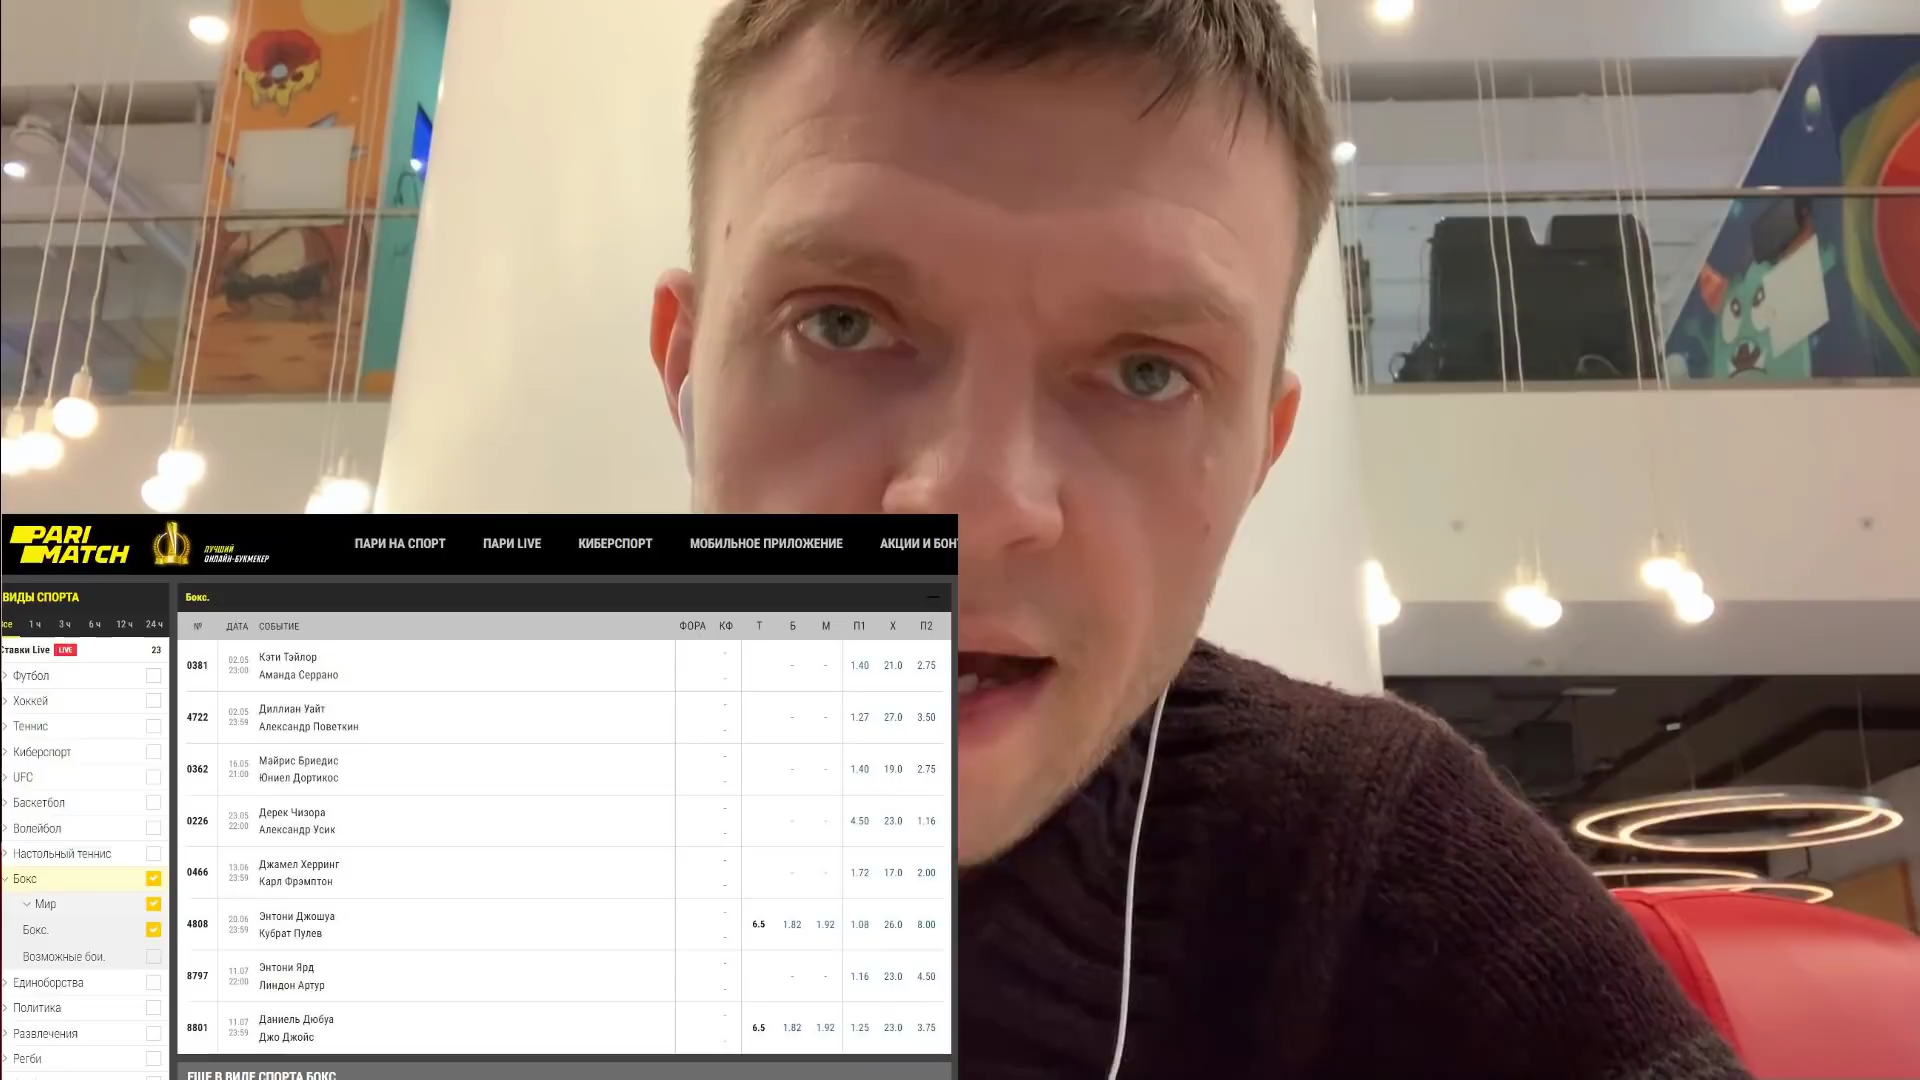 PARI MATCH
ЛУЧШИЙ
ОНЛАЙН-БУКМЕКЕР
ПАРИ НА СПОРТ ПАРИ LIVE КИБЕРСПОРТ МОБИЛЬНОЕ ПРИЛОЖЕНИЕ АКЦИИ И БОН
ВИДЫ СПОРТА
все 1 ч 3 ч 6 ч 12 ч 24 ч
Ставки Live LIVE 23
Футбол
Хоккей
Теннис
Киберспорт
UFC
Баскетбол
Волейбол
Настольный теннис
Бокс
Мир
Бокс.
Возможные бои.
Единоборства
Политика
Развлечения
Регби
Бокс.
№ ДАТА СОБЫТИЕ ФОРА КФ Т Б М П1 Х П2
0381 02.05 23:00 Кэти Тэйлор Аманда Серрано - - - - 1.40 21.0 2.75
4722 02.05 23:59 Диллиан Уайт Александр Поветкин - - - - 1.27 27.0 3.50
0362 16.05 21:00 Майрис Бриедис Юниел Дортикос - - - - 1.40 19.0 2.75
0226 23.05 22:00 Дерек Чизора Александр Усик - - - - 4.50 23.0 1.16
0466 13.06 23:59 Джамел Херринг Карл Фрэмптон - - - - 1.72 17.0 2.00
4808 20.06 23:59 Энтони Джошуа Кубрат Пулев - - 6.5 1.82 1.92 1.08 26.0 8.00
8797 11.07 22:00 Энтони Ярд Линдон Артур - - - - 1.16 23.0 4.50
8801 11.07 23:59 Даниель Дюбуа Джо Джойс - - 6.5 1.82 1.92 1.25 23.0 3.75
ЕЩЕ В ВИДЕ СПОРТА БОКС